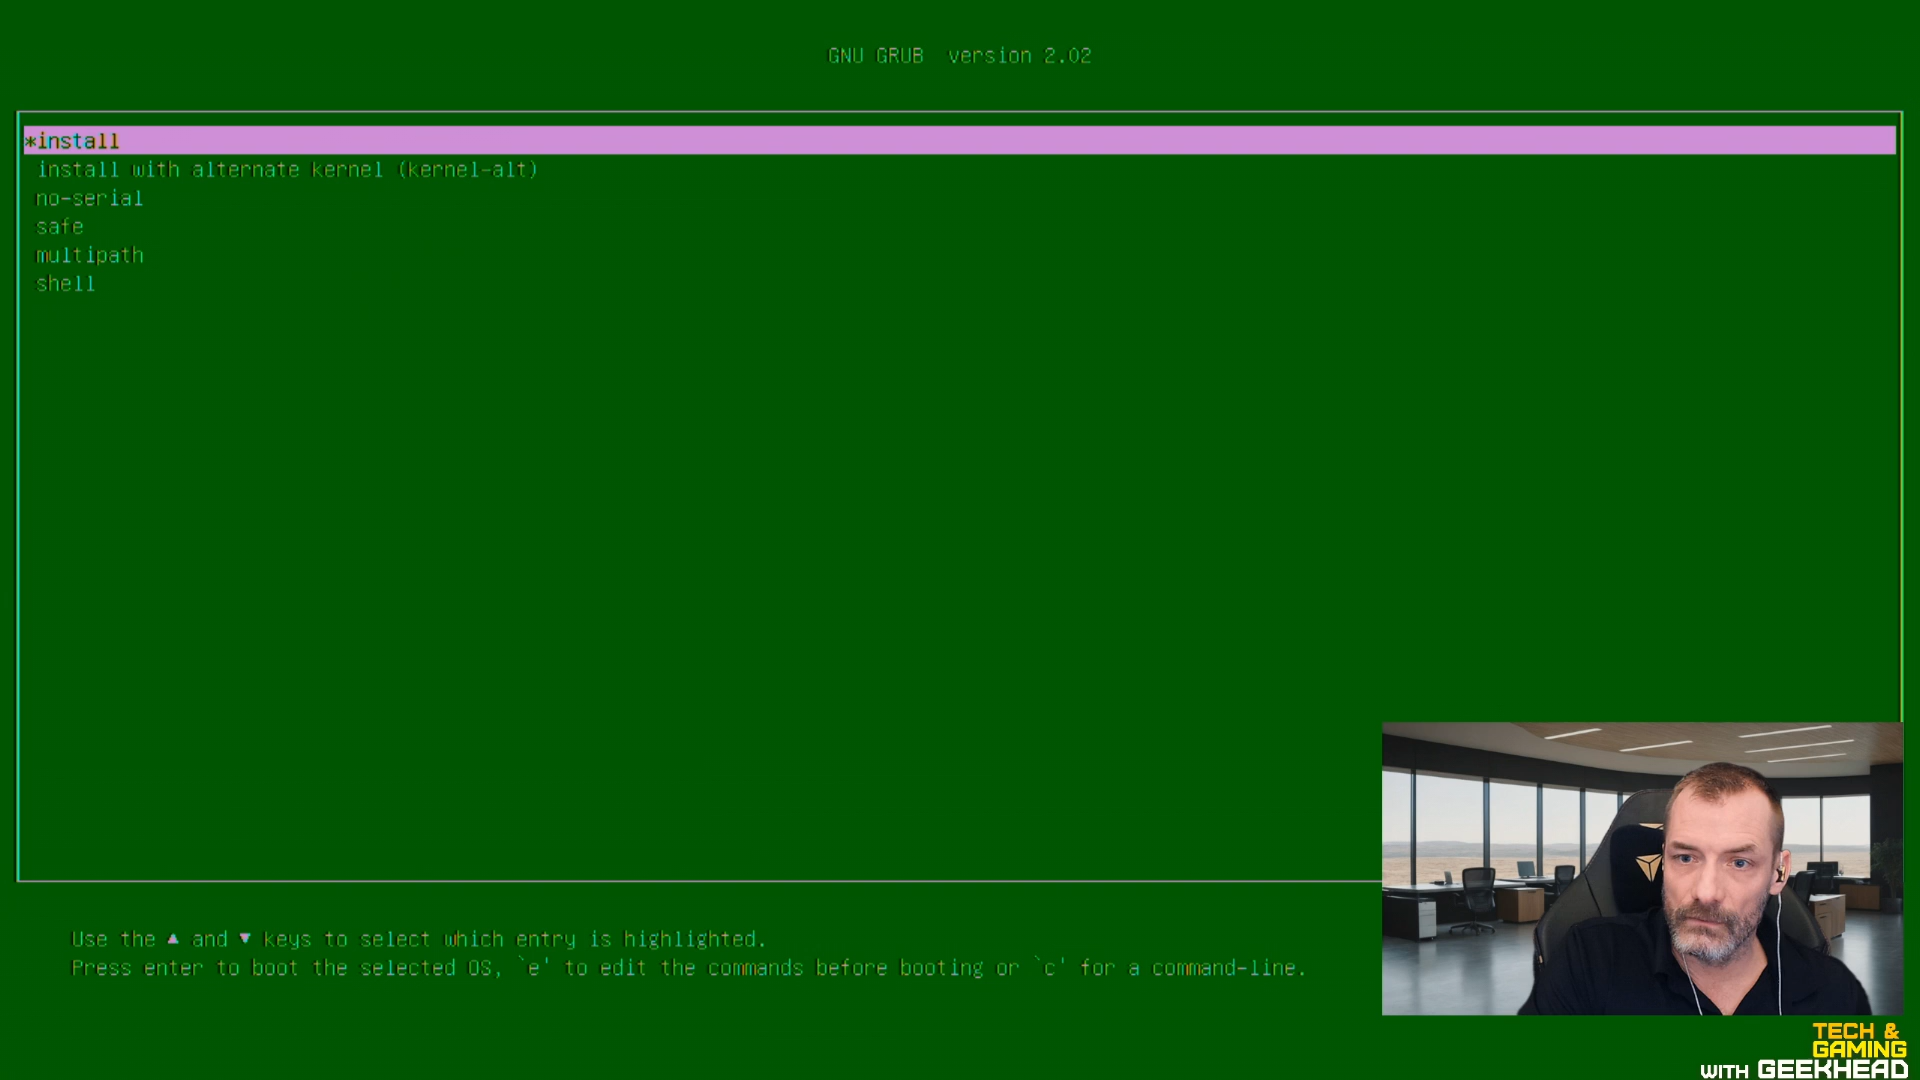 GNU GRUB  version 2.02
*install
install with alternate kernel (kernel-alt)
no-serial
safe
multipath
shell
Use the ▲ and ▼ keys to select which entry is highlighted.
Press enter to boot the selected OS, `e' to edit the commands before booting or `c' for a command-line.
TECH &
GAMING
WITH GEEKHEAD